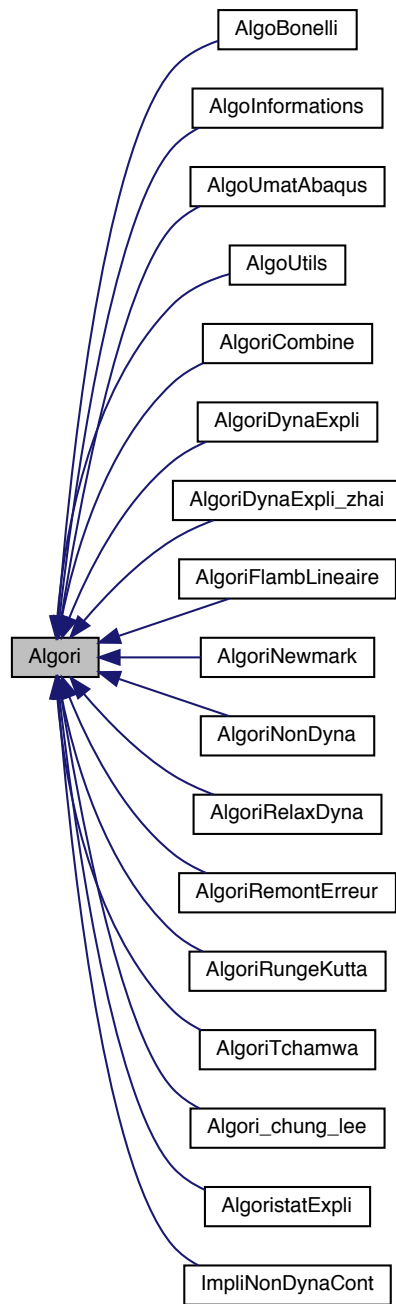 AlgoBonelli
AlgoInformations
AlgoUmatAbaqus
AlgoUtils
AlgoriCombine
AlgoriDynaExpli
AlgoriDynaExpli_zhai
AlgoriFlambLineaire
Algori
AlgoriNewmark
AlgoriNonDyna
AlgoriRelaxDyna
AlgoriRemontErreur
AlgoriRungeKutta
AlgoriTchamwa
Algori_chung_lee
AlgoristatExpli
ImpliNonDynaCont